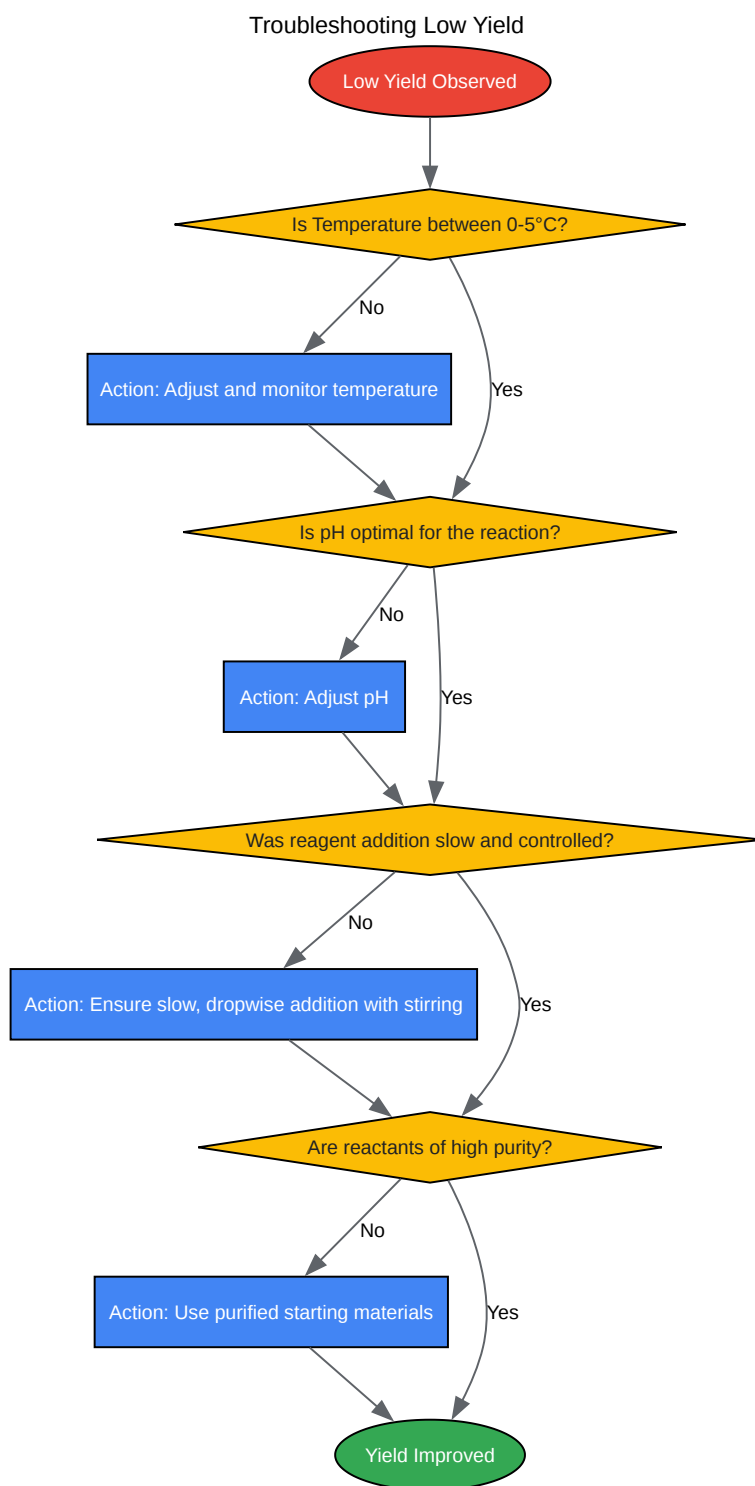 Troubleshooting Low Yield
Low Yield Observed
Is Temperature between 0-5°C?
No
Action: Adjust and monitor temperature
Yes
Is pH optimal for the reaction?
No
Action: Adjust pH
Yes
Was reagent addition slow and controlled?
No
Action: Ensure slow, dropwise addition with stirring
Yes
Are reactants of high purity?
No
Action: Use purified starting materials
Yes
Yield Improved